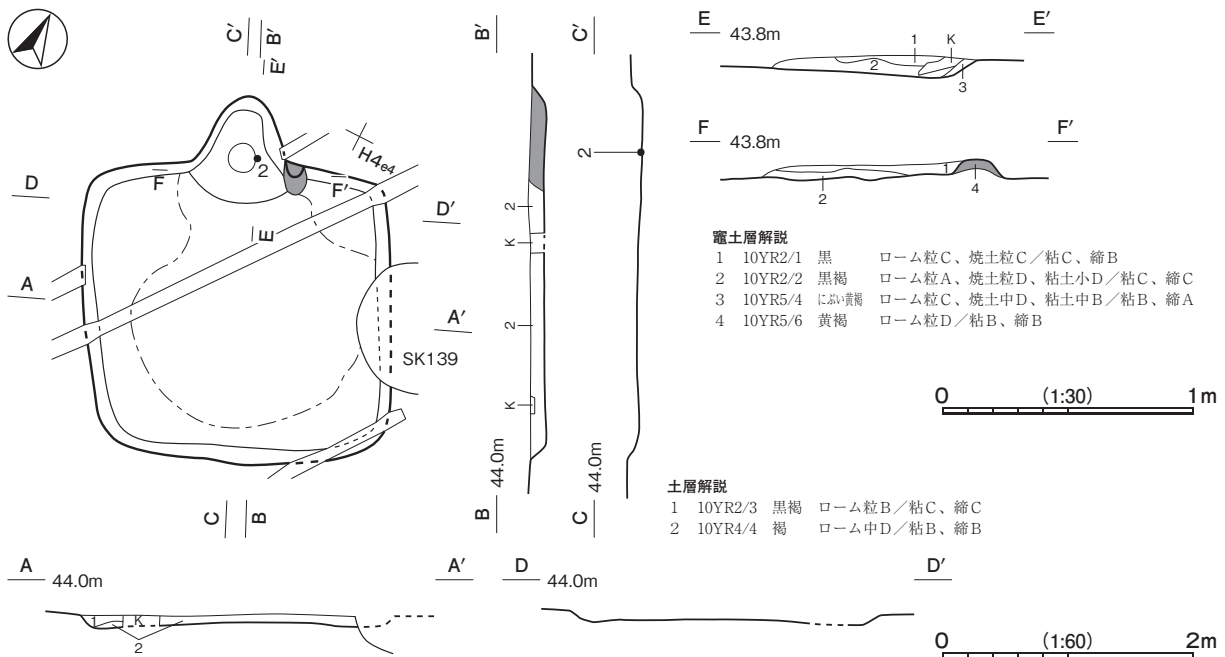 C′ B′
E′
H4e4
2
F F′
D D′
E
A A′
SK139
C B
B′
2
K
2
K
B 44.0m
C′
2
C 44.0m
E 43.8m E′
1 K
2
3
F 43.8m F′
1
2
4
竈土層解説
1 10YR2/1 黒 ローム粒C、焼土粒C／粘C、締B
2 10YR2/2 黒褐 ローム粒A、焼土粒D、粘土小D／粘C、締C
3 10YR5/4 にぶい黄褐 ローム粒C、焼土中D、粘土中B／粘B、締A
4 10YR5/6 黄褐 ローム粒D／粘B、締B
0 (1:30) 1m
土層解説
1 10YR2/3 黒褐 ローム粒B／粘C、締C
2 10YR4/4 褐 ローム中D／粘B、締B
A 44.0m A′
1 K
2
D 44.0m D′
0 (1:60) 2m